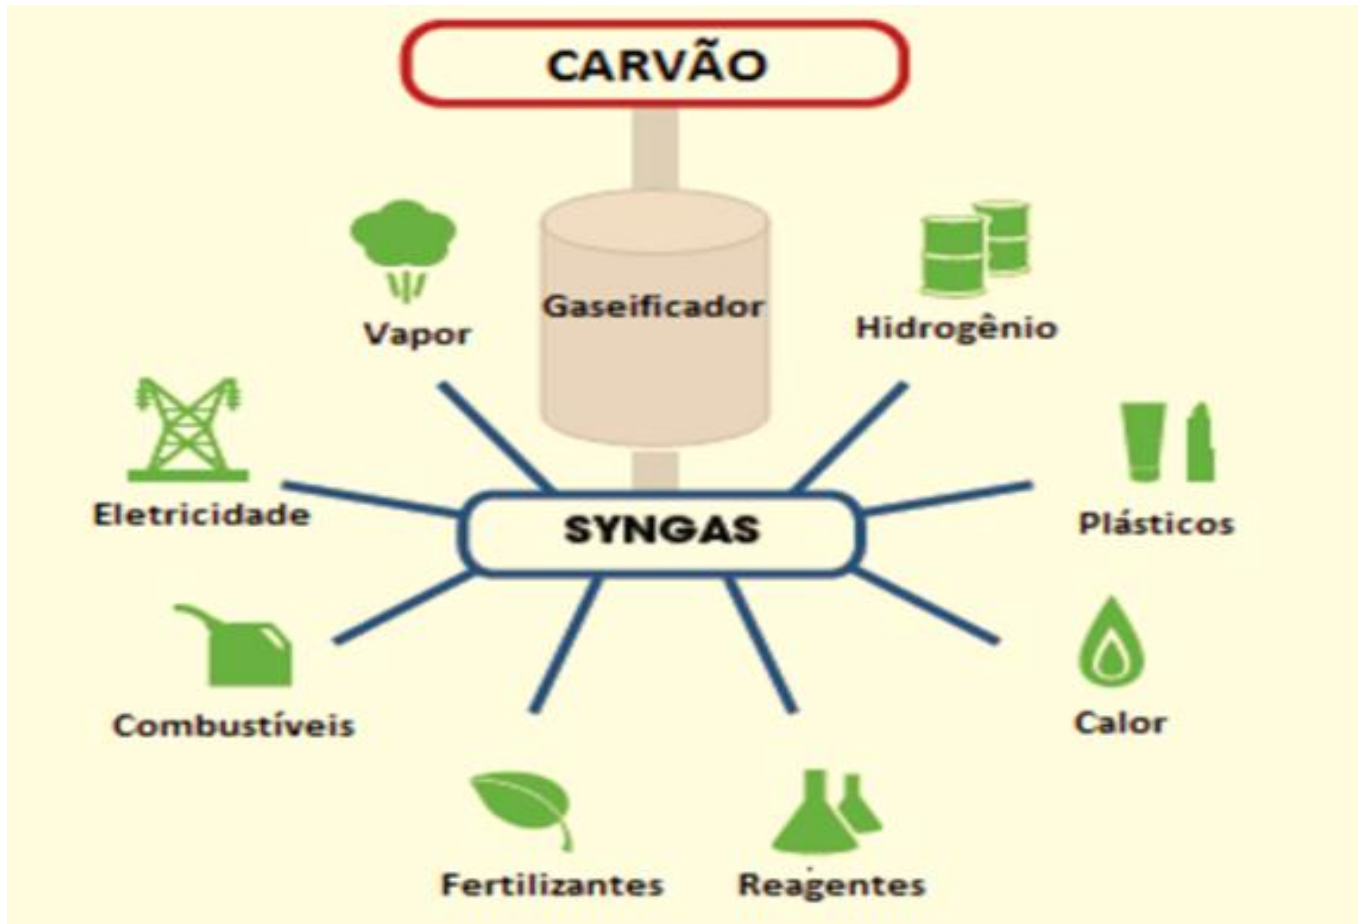 CARVÃO
Gaseificador
Vapor
Hidrogênio
Eletricidade
SYNGAS
Plásticos
Combustíveis
Calor
Fertilizantes
Reagentes